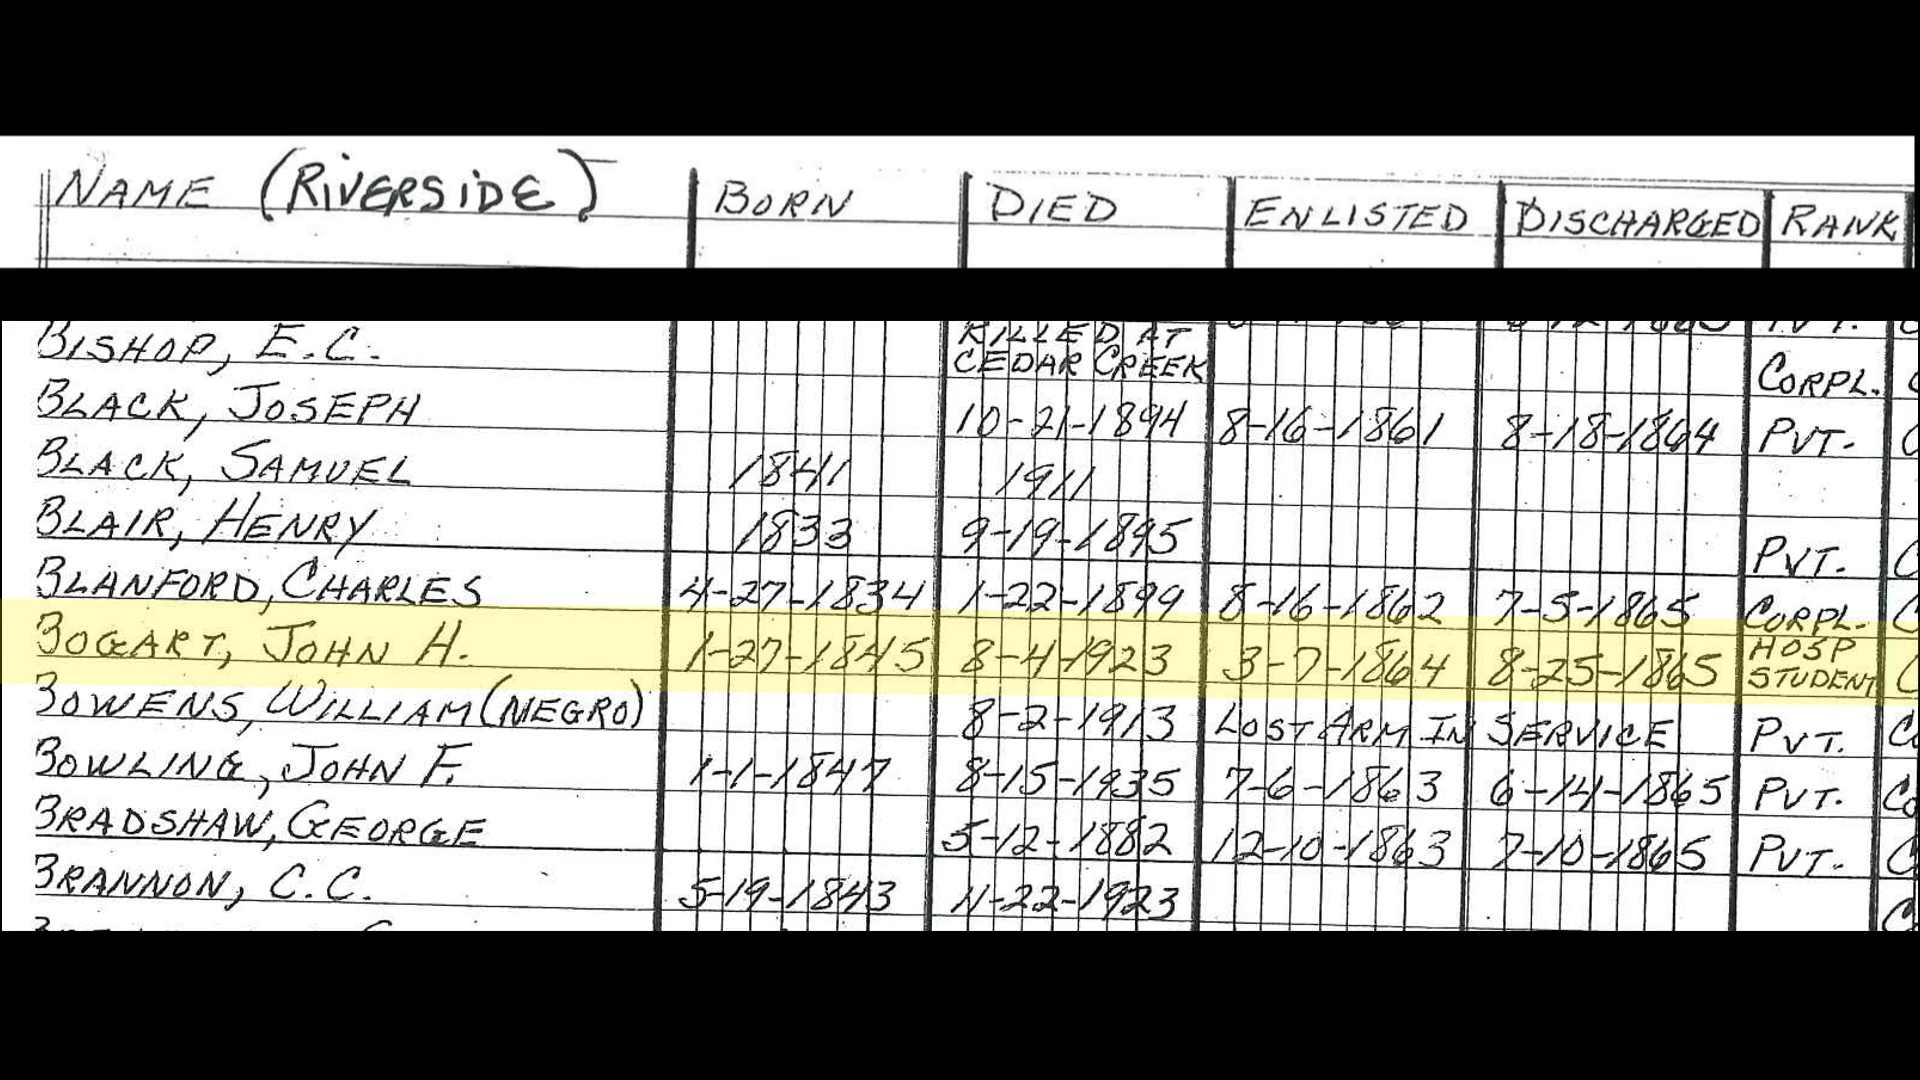 NAME (RIVERSIDE) BORN DIED ENLISTED DISCHARGED RANK
BISHOP, E.C. KILLED AT
CEDAR CREEK CORPL.
BLACK, JOSEPH 10-21-1894 8-16-1861 8-18-1864 PVT.
BLACK, SAMUEL 1841 1911
BLAIR, HENRY 1833 9-19-1895 PVT.
BLANFORD, CHARLES 4-27-1834 1-22-1899 8-16-1862 7-5-1865 CORPL.
BOGART, JOHN H. 1-27-1845 8-4-1923 3-7-1864 8-25-1865 HOSP
STUDENT
BOWENS, WILLIAM (NEGRO) 8-2-1913 LOST ARM IN SERVICE PVT.
BOWLING, JOHN F. 1-1-1847 8-15-1935 7-6-1863 6-14-1865 PVT.
BRADSHAW, GEORGE 5-12-1882 12-10-1863 7-10-1865 PVT.
BRANNON, C.C. 5-19-1843 11-22-1923